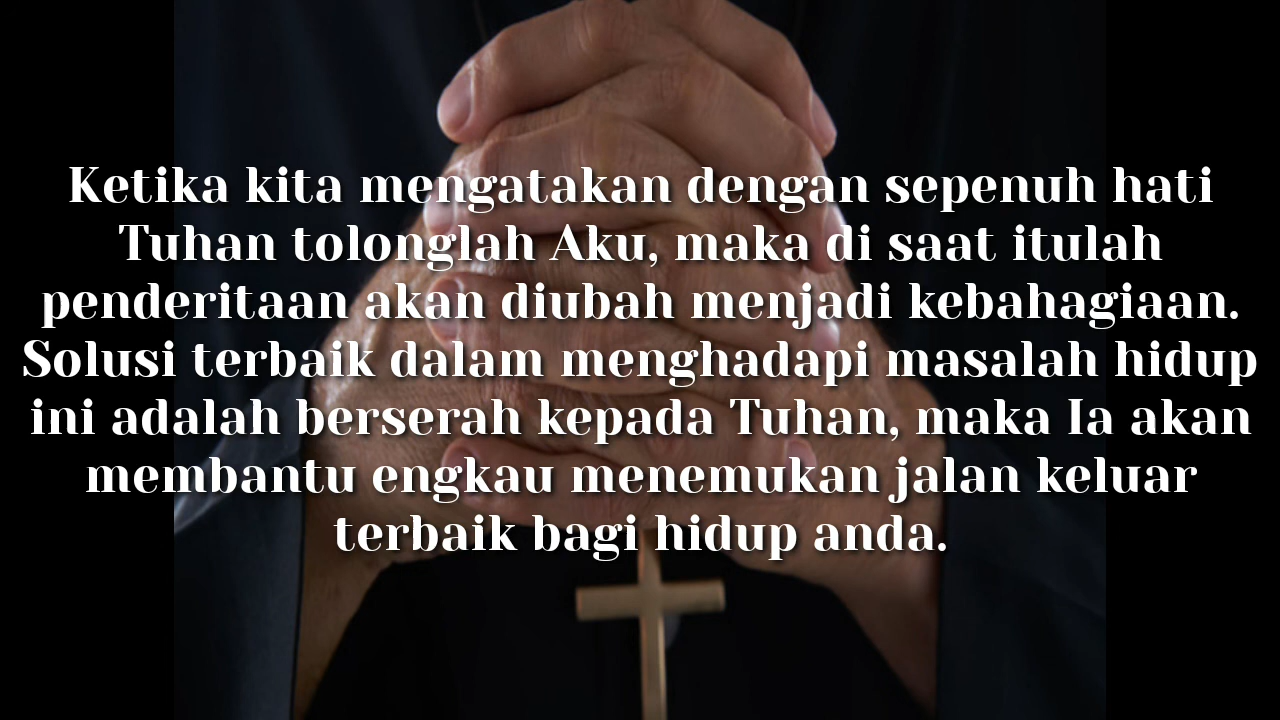 Ketika kita mengatakan dengan sepenuh hati
Tuhan tolonglah Aku, maka di saat itulah
penderitaan akan diubah menjadi kebahagiaan.
Solusi terbaik dalam menghadapi masalah hidup
ini adalah berserah kepada Tuhan, maka Ia akan
membantu engkau menemukan jalan keluar
terbaik bagi hidup anda.